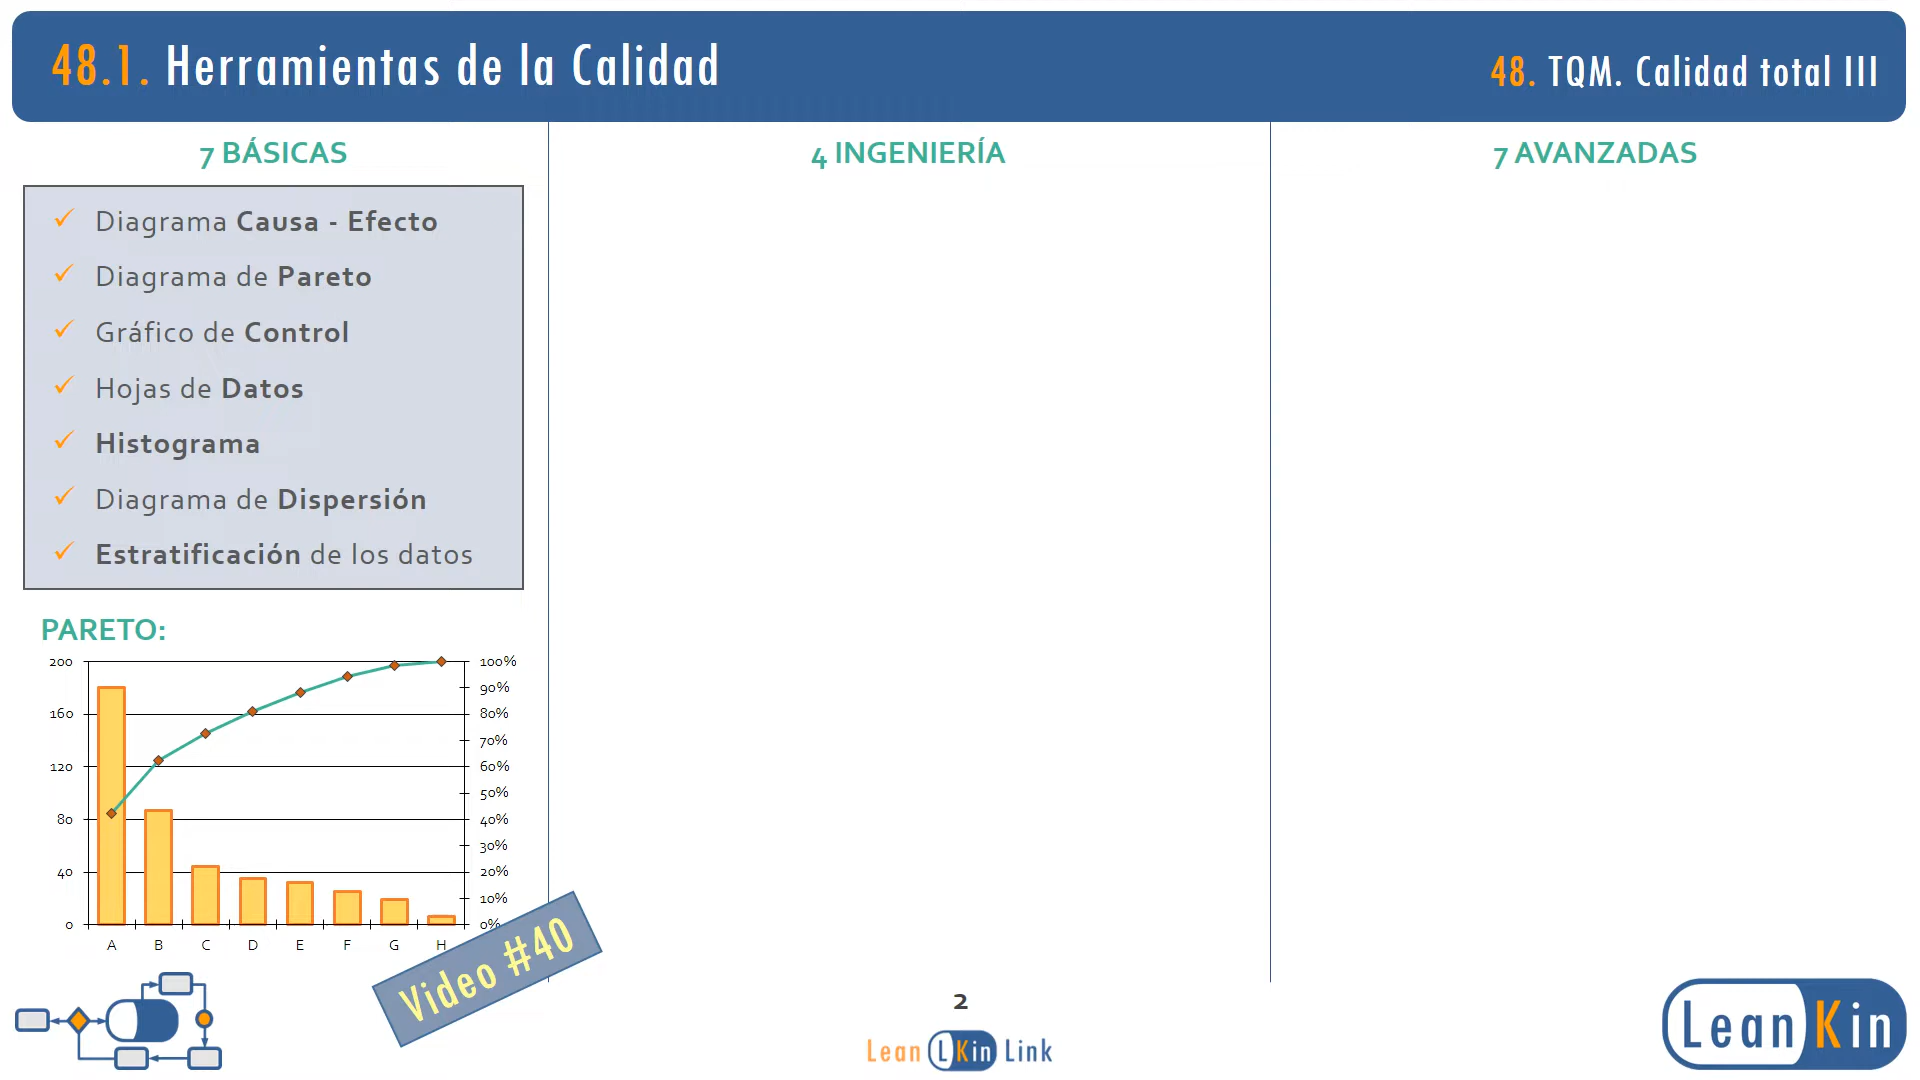 48.1. Herramientas de la Calidad
48. TQM. Calidad total III
7 BÁSICAS
Diagrama Causa - Efecto
Diagrama de Pareto
Gráfico de Control
Hojas de Datos
Histograma
Diagrama de Dispersión
Estratificación de los datos
PARETO:
200
160
120
80
40
0
100%
90%
80%
70%
60%
50%
40%
30%
20%
10%
0%
A B C D E F G H
Video #40
4 INGENIERÍA
7 AVANZADAS
2
Lean LKin Link
LeanKin